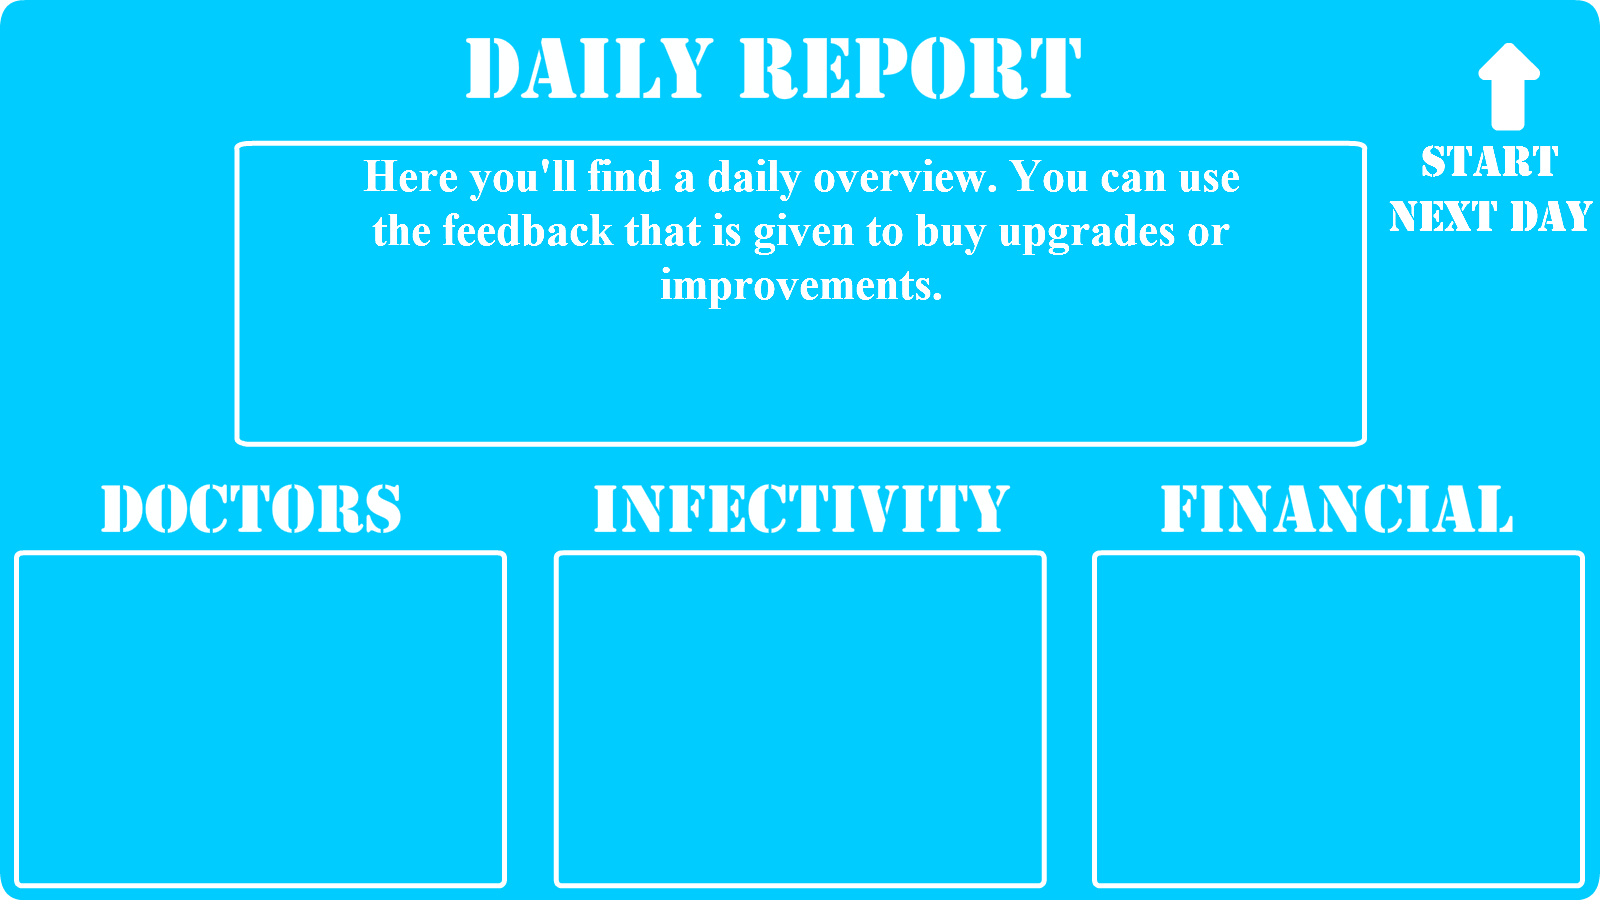 DAILY REPORT
START
NEXT DAY
Here you'll find a daily overview. You can use
the feedback that is given to buy upgrades or
improvements.
DOCTORS
INFECTIVITY
FINANCIAL